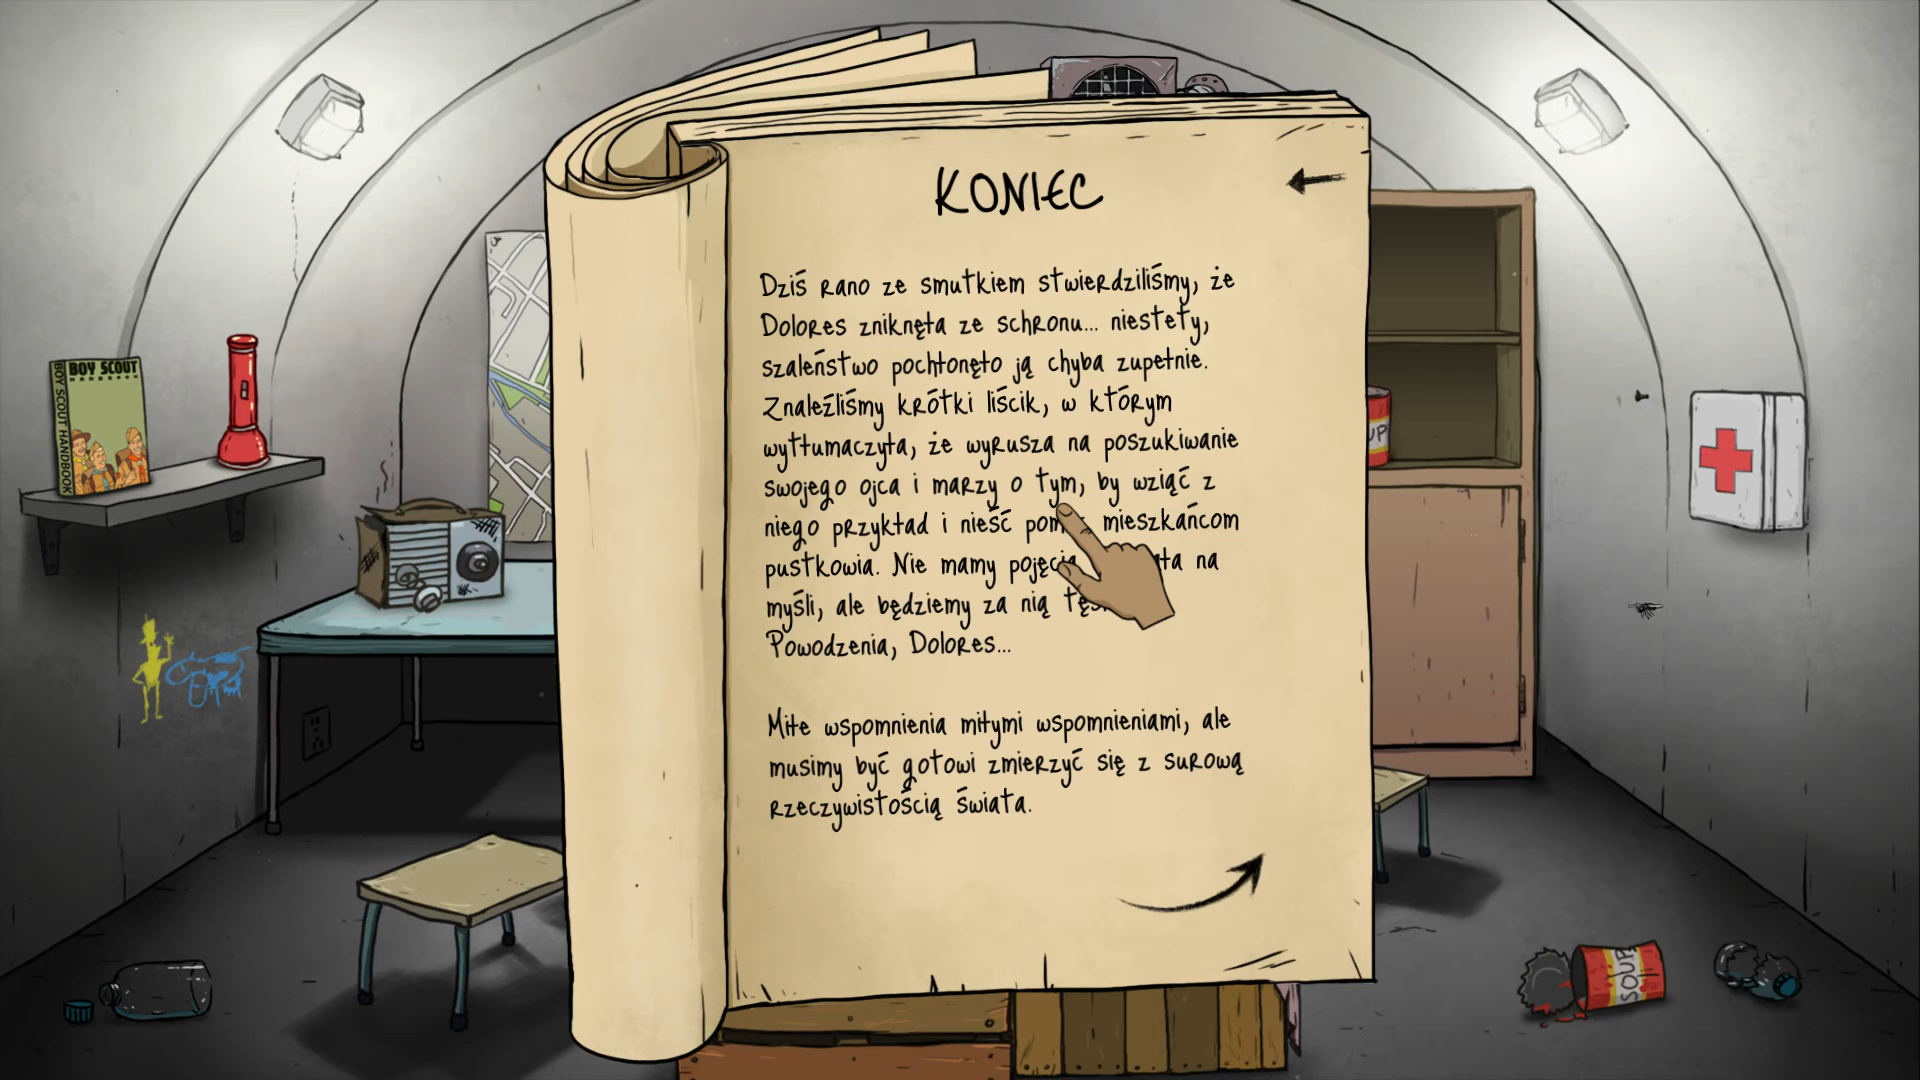 KONIEC
Dziś rano ze smutkiem stwierdziliśmy, że
Dolores zniknęła ze schronu... niestety,
szaleństwo pochłonęło ją chyba zupełnie.
Znaleźliśmy krótki liścik, w którym
wytłumaczyła, że wyrusza na poszukiwanie
swojego ojca i marzy o tym, by wziąć z
niego przykład i nieść mieszkańcom
pustkowia. Nie mamy na
myśli, ale będziemy za nią
Powodzenia, Dolores...
Miłe wspomnienia miłymi wspomnieniami, ale
musimy być gotowi zmierzyć się z surową
rzeczywistością świata.
BOY SCOUT
HANDBOOK
BOY SCOUT HANDBOOK
SOUP